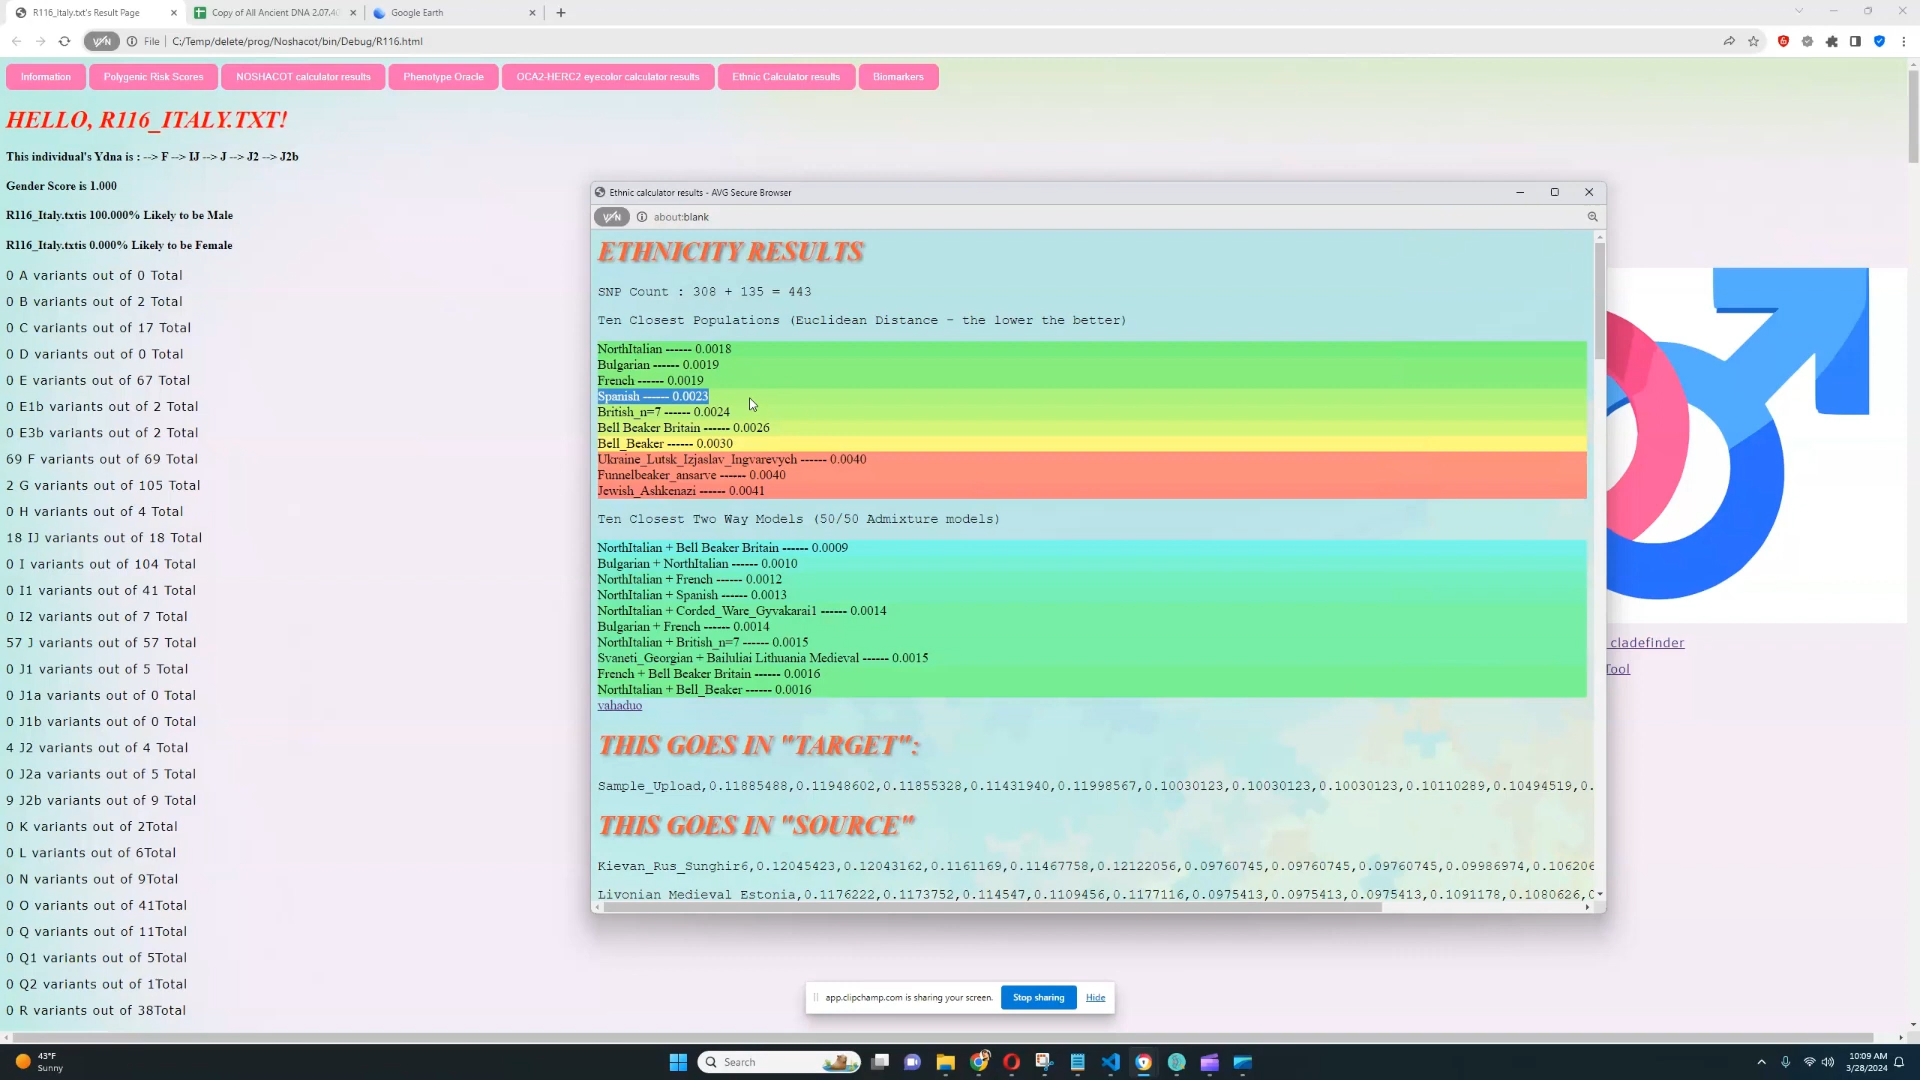 R116_Italy.txt's Result Page
Copy of All Ancient DNA 2.07.4
Google Earth
File
C:/Temp/delete/prog/Noshacot/bin/Debug/R116.html
Information
Polygenic Risk Scores
NOSHACOT calculator results
Phenotype Oracle
OCA2-HERC2 eyecolor calculator results
Ethnic Calculator results
Biomarkers
HELLO, R116_ITALY.TXT!
This individual's Ydna is : --> F --> IJ --> J --> J2 --> J2b
Gender Score is 1.000
R116_Italy.txtis 100.000% Likely to be Male
R116_Italy.txtis 0.000% Likely to be Female
0 A variants out of 0 Total
0 B variants out of 2 Total
0 C variants out of 17 Total
0 D variants out of 0 Total
0 E variants out of 67 Total
0 E1b variants out of 2 Total
0 E3b variants out of 2 Total
69 F variants out of 69 Total
2 G variants out of 105 Total
0 H variants out of 4 Total
18 IJ variants out of 18 Total
0 I variants out of 104 Total
0 I1 variants out of 41 Total
0 I2 variants out of 7 Total
57 J variants out of 57 Total
0 J1 variants out of 5 Total
0 J1a variants out of 0 Total
0 J1b variants out of 0 Total
4 J2 variants out of 4 Total
0 J2a variants out of 5 Total
9 J2b variants out of 9 Total
0 K variants out of 2Total
0 L variants out of 6Total
0 N variants out of 9Total
0 O variants out of 41Total
0 Q variants out of 11Total
0 Q1 variants out of 5Total
0 Q2 variants out of 1Total
0 R variants out of 38Total
Ethnic calculator results - AVG Secure Browser
about:blank
ETHNICITY RESULTS
SNP Count : 308 + 135 = 443
Ten Closest Populations (Euclidean Distance - the lower the better)
NorthItalian ------ 0.0018
Bulgarian ------ 0.0019
French ------ 0.0019
Spanish ------ 0.0023
British_n=7 ------ 0.0024
Bell Beaker Britain ------ 0.0026
Bell_Beaker ------ 0.0030
Ukraine_Lutsk_Izjaslav_Ingvarevych ------ 0.0040
Funnelbeaker_ansarve ------ 0.0040
Jewish_Ashkenazi ------ 0.0041
Ten Closest Two Way Models (50/50 Admixture models)
NorthItalian + Bell Beaker Britain ------ 0.0009
Bulgarian + NorthItalian ------ 0.0010
NorthItalian + French ------ 0.0012
NorthItalian + Spanish ------ 0.0013
NorthItalian + Corded_Ware_Gyvakarai1 ------ 0.0014
Bulgarian + French ------ 0.0014
NorthItalian + British_n=7 ------ 0.0015
Svaneti_Georgian + Bailuliai Lithuania Medieval ------ 0.0015
French + Bell Beaker Britain ------ 0.0016
NorthItalian + Bell_Beaker ------ 0.0016
vahaduo
THIS GOES IN "TARGET":
Sample_Upload,0.11885488,0.11948602,0.11855328,0.11431940,0.11998567,0.10030123,0.10030123,0.10030123,0.10110289,0.10494519,0.
THIS GOES IN "SOURCE"
Kievan_Rus_Sunghir6,0.12045423,0.12043162,0.1161169,0.11467758,0.12122056,0.09760745,0.09760745,0.09760745,0.09986974,0.106206
Livonian Medieval Estonia,0.1176222,0.1173752,0.114547,0.1109456,0.1177116,0.0975413,0.0975413,0.0975413,0.1091178,0.1080626,0
cladefinder
Tool
app.clipchamp.com is sharing your screen.
Stop sharing
Hide
43°F
Sunny
Search
10:09 AM
3/28/2024